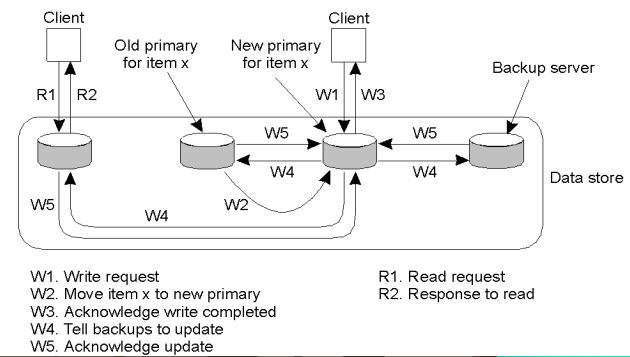 Client
Client
Old primary
for item x
New primary
for item x
Backup server
R1
R2
W1
W3
W5
W5
W4
W4
W5
W4
W2
Data store
W1. Write request
W2. Move item x to new primary
W3. Acknowledge write completed
W4. Tell backups to update
W5. Acknowledge update
R1. Read request
R2. Response to read